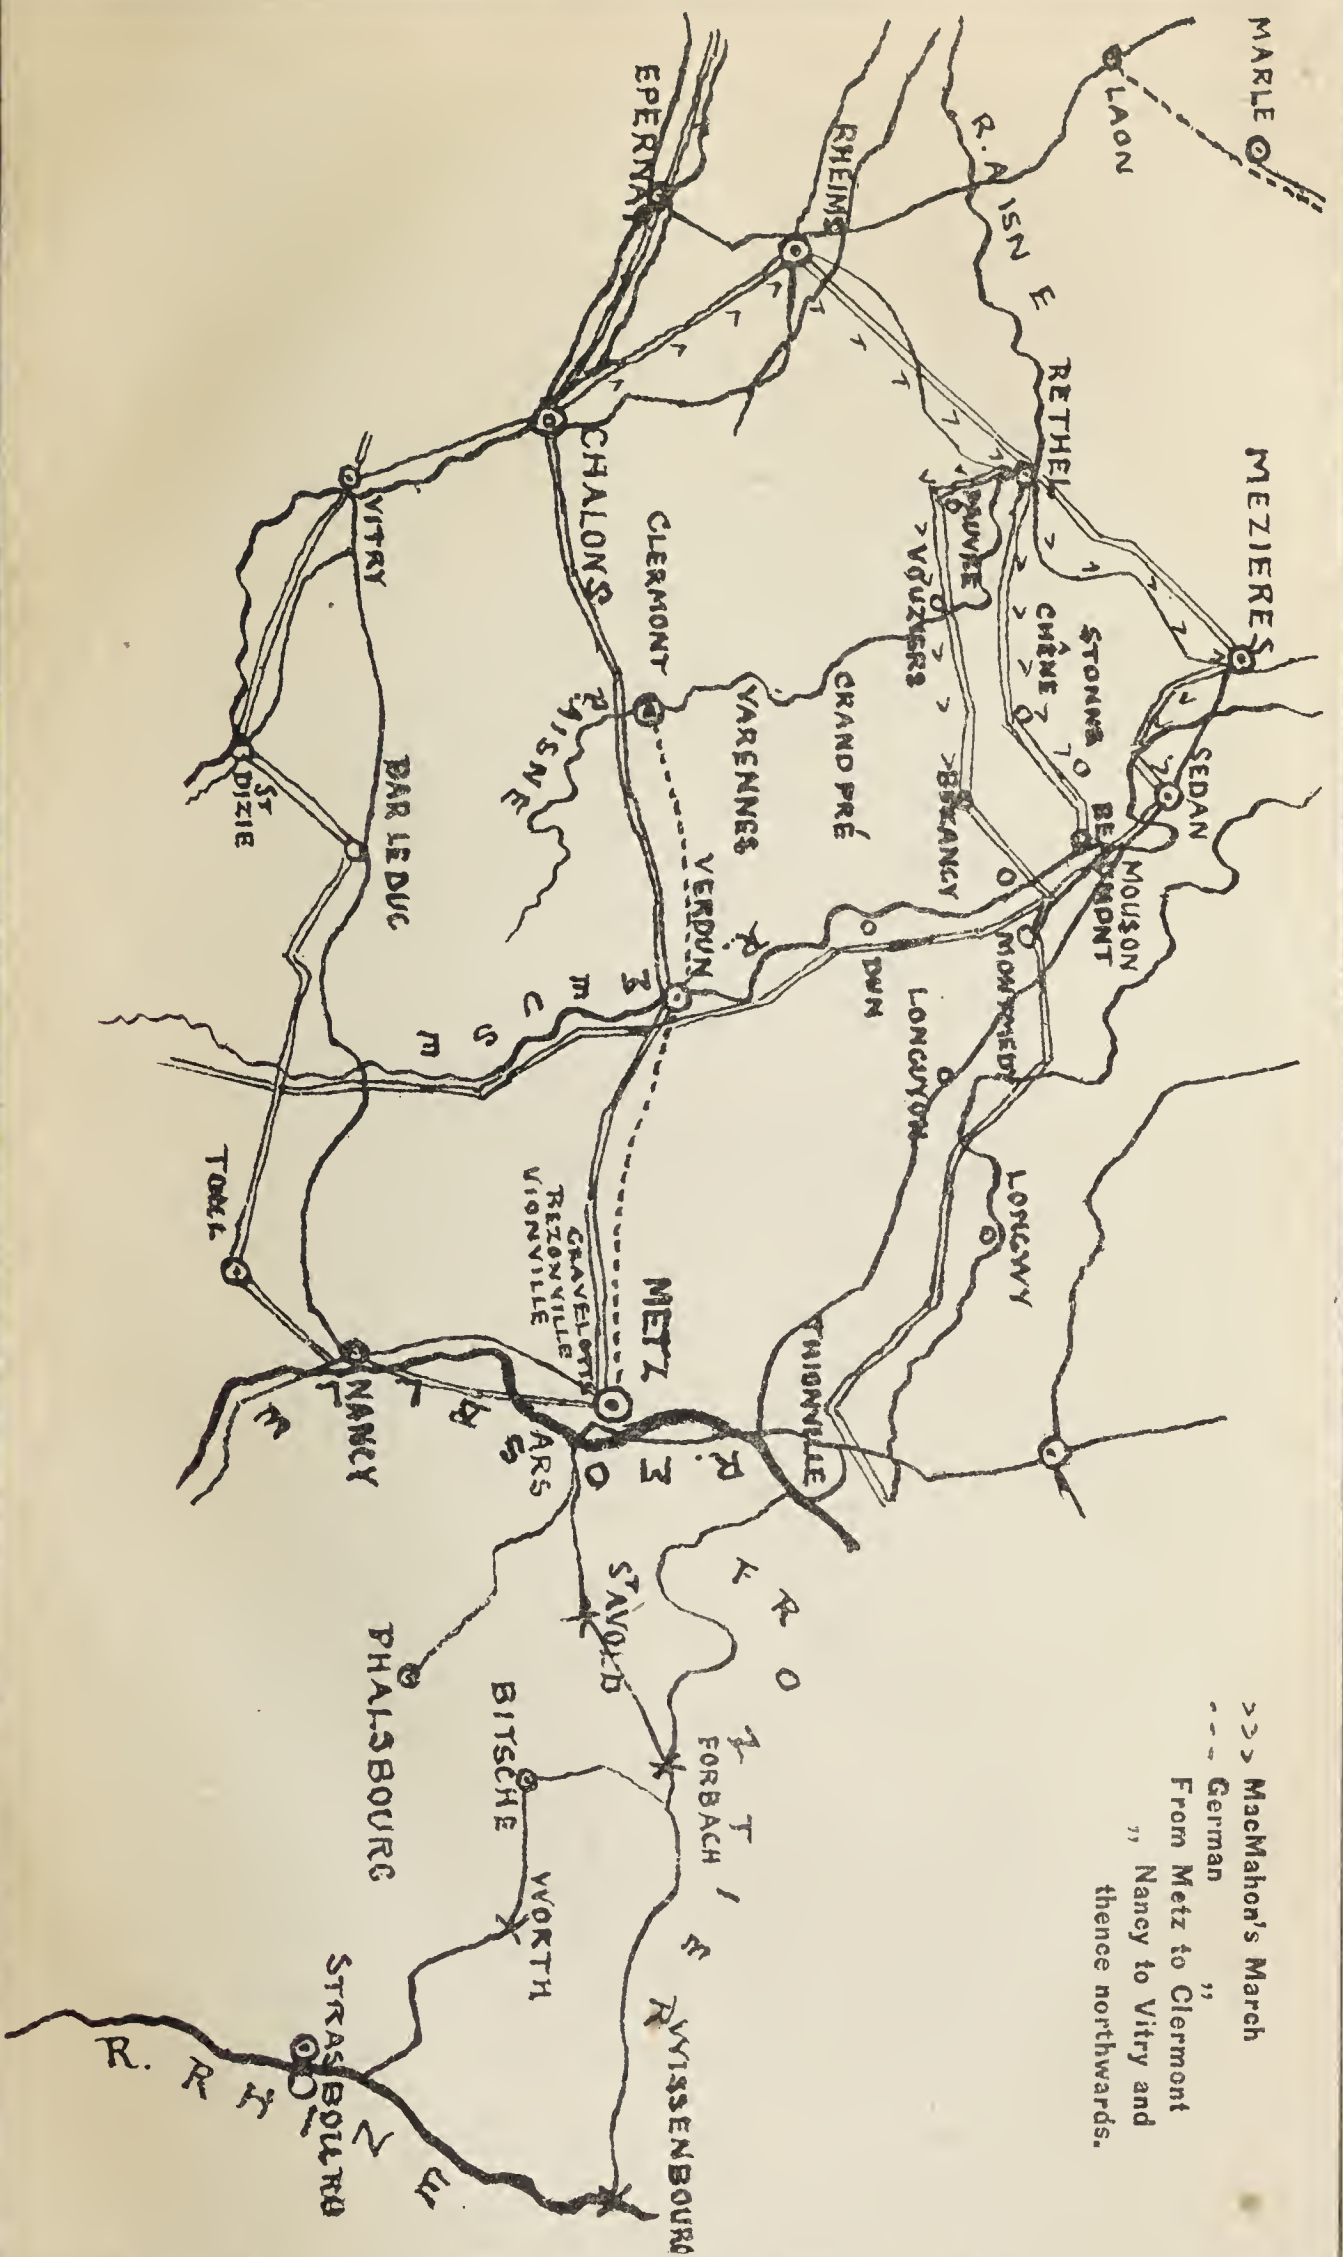 >>> MacMahon's March
--- German "
From Metz to Clermont
" Nancy to Vitry and
thence northwards.
MARLE
LAON
MEZIERES
R. AISNE
RETHEL
SEDAN
STONNE
CHÊNE
MOUSON
BEAUMONT
RHEIMS
VOUZIERS
BUZANCY
MONTMEDY
LONGWY
LONGUYON
GRAND PRÉ
DUN
THIONVILLE
EPERNAY
CLERMONT
VARENNES
VERDUN
METZ
CHALONS
R. AISNE
R. MEUSE
GRAVELOTTE
REZONVILLE
VIONVILLE
ARS
R. MOSELLE
ST AVOLD
FORBACH
FRONTIER
WISSENBOURG
VITRY
BAR LE DUC
ST DIZIE
TOUL
NANCY
PHALSBOURG
BITSCHE
WORTH
STRASBOURG
R. RHINE